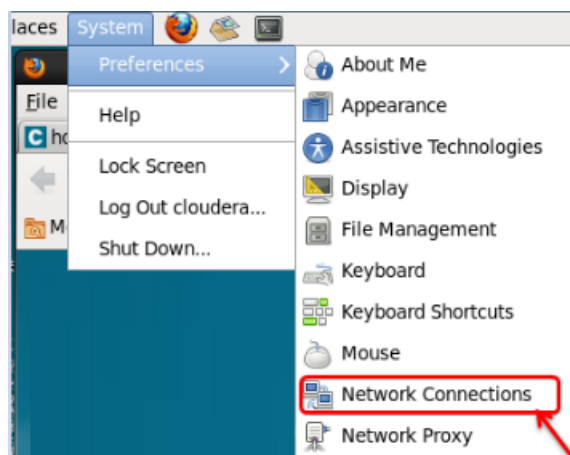 laces System
Preferences
File
Help
C ho
Lock Screen
Log Out cloudera...
M
Shut Down...
About Me
Appearance
Assistive Technologies
Display
File Management
Keyboard
Keyboard Shortcuts
Mouse
Network Connections
Network Proxy